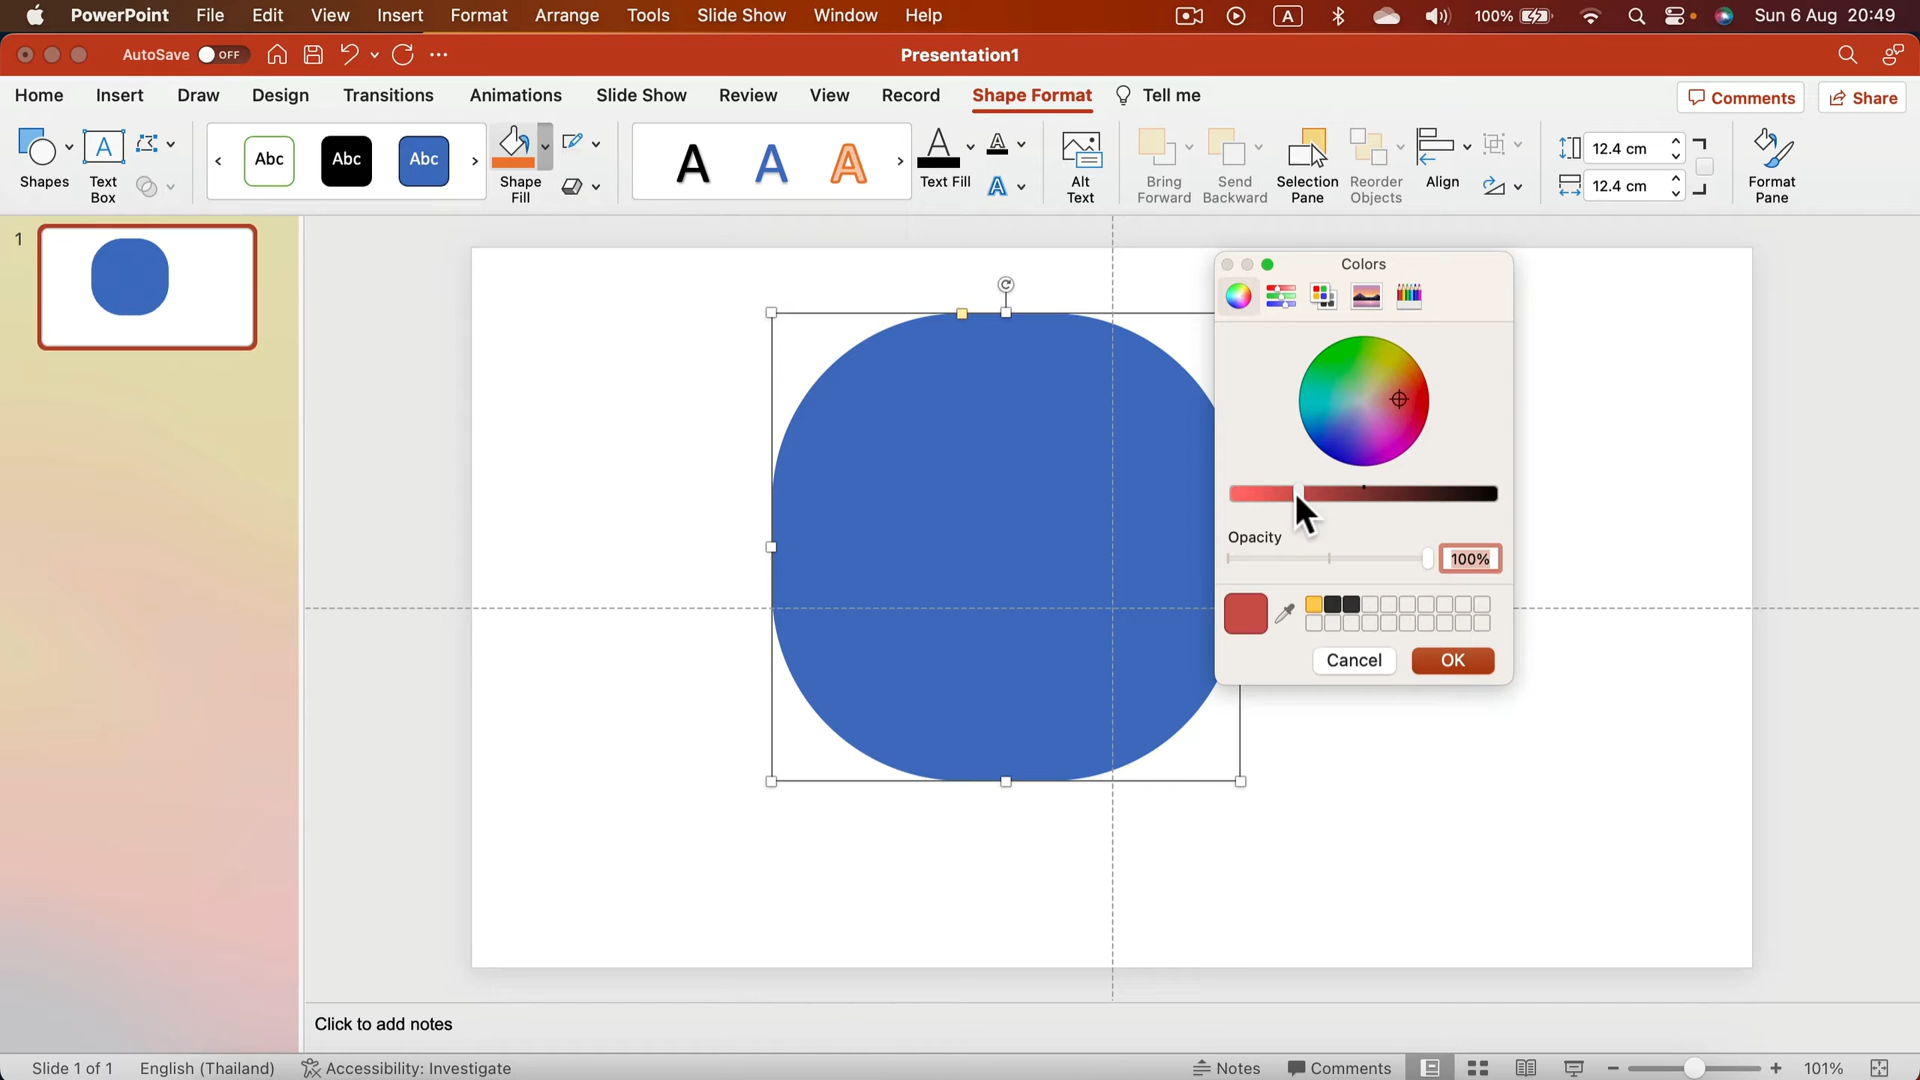 PowerPoint File Edit View Insert Format Arrange Tools Slide Show Window Help A 100% Sun 6 Aug 20:49
AutoSave OFF Presentation1
Home Insert Draw Design Transitions Animations Slide Show Review View Record Shape Format Tell me Comments Share
Shapes
Text
Box
Abc Abc Abc
Shape
Fill
A A A
Text Fill
Alt
Text
Bring
Forward
Send
Backward
Selection
Pane
Reorder
Objects
Align
12.4 cm
12.4 cm
Format
Pane
1
Colors
Opacity
100%
Cancel OK
Click to add notes
Slide 1 of 1 English (Thailand) Accessibility: Investigate Notes Comments 101%